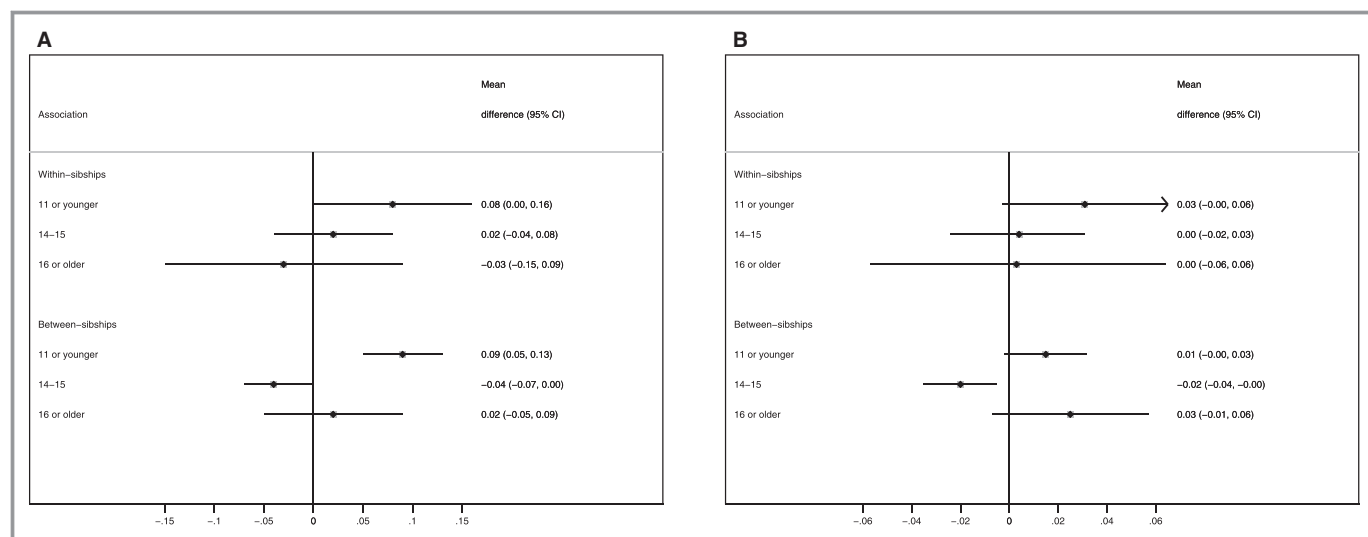 A
Mean
Association difference (95% CI)
Within−sibships
11 or younger 0.08 (0.00, 0.16)
14−15 0.02 (−0.04, 0.08)
16 or older −0.03 (−0.15, 0.09)
Between−sibships
11 or younger 0.09 (0.05, 0.13)
14−15 −0.04 (−0.07, 0.00)
16 or older 0.02 (−0.05, 0.09)
−.15 −.1 −.05 0 .05 .1 .15
B
Mean
Association difference (95% CI)
Within−sibships
11 or younger 0.03 (−0.00, 0.06)
14−15 0.00 (−0.02, 0.03)
16 or older 0.00 (−0.06, 0.06)
Between−sibships
11 or younger 0.01 (−0.00, 0.03)
14−15 −0.02 (−0.04, −0.00)
16 or older 0.03 (−0.01, 0.06)
−.06 −.04 −.02 0 .02 .04 .06